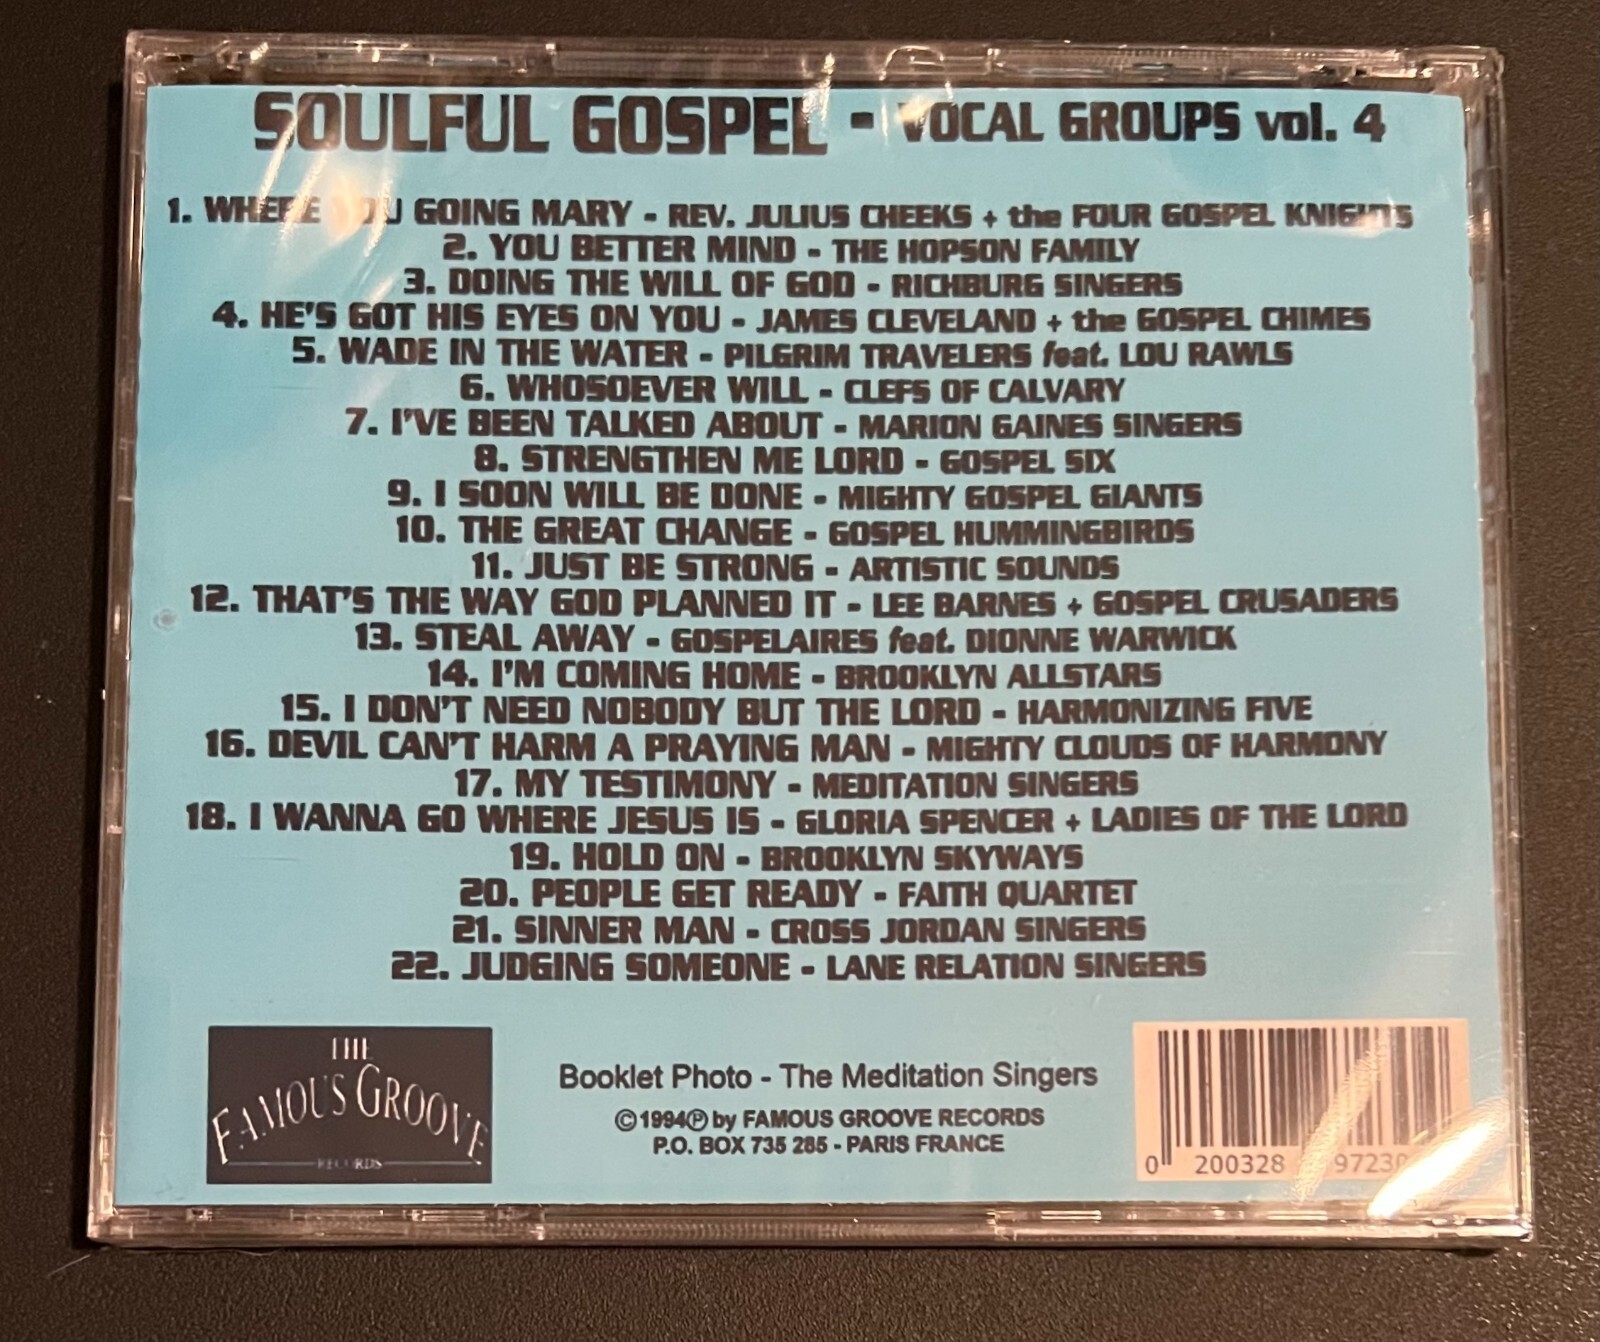 SOULFUL GOSPEL - VOCAL GROUPS vol. 4
1. WHERE YOU GOING MARY - REV. JULIUS CHEEKS + the FOUR GOSPEL KNIGHTS
2. YOU BETTER MIND - THE HOPSON FAMILY
3. DOING THE WILL OF GOD - RICHBURG SINGERS
4. HE'S GOT HIS EYES ON YOU - JAMES CLEVELAND + the GOSPEL CHIMES
5. WADE IN THE WATER - PILGRIM TRAVELERS feat. LOU RAWLS
6. WHOSOEVER WILL - CLEFS OF CALVARY
7. I'VE BEEN TALKED ABOUT - MARION GAINES SINGERS
8. STRENGTHEN ME LORD - GOSPEL SIX
9. I SOON WILL BE DONE - MIGHTY GOSPEL GIANTS
10. THE GREAT CHANGE - GOSPEL HUMMINGBIRDS
11. JUST BE STRONG - ARTISTIC SOUNDS
12. THAT'S THE WAY GOD PLANNED IT - LEE BARNES + GOSPEL CRUSADERS
13. STEAL AWAY - GOSPELAIRES feat. DIONNE WARWICK
14. I'M COMING HOME - BROOKLYN ALLSTARS
15. I DON'T NEED NOBODY BUT THE LORD - HARMONIZING FIVE
16. DEVIL CAN'T HARM A PRAYING MAN - MIGHTY CLOUDS OF HARMONY
17. MY TESTIMONY - MEDITATION SINGERS
18. I WANNA GO WHERE JESUS IS - GLORIA SPENCER + LADIES OF THE LORD
19. HOLD ON - BROOKLYN SKYWAYS
20. PEOPLE GET READY - FAITH QUARTET
21. SINNER MAN - CROSS JORDAN SINGERS
22. JUDGING SOMEONE - LANE RELATION SINGERS
THE
FAMOUS GROOVE
RECORDS
Booklet Photo - The Meditation Singers
©1994℗ by FAMOUS GROOVE RECORDS
P.O. BOX 735 285 - PARIS FRANCE
0 200328